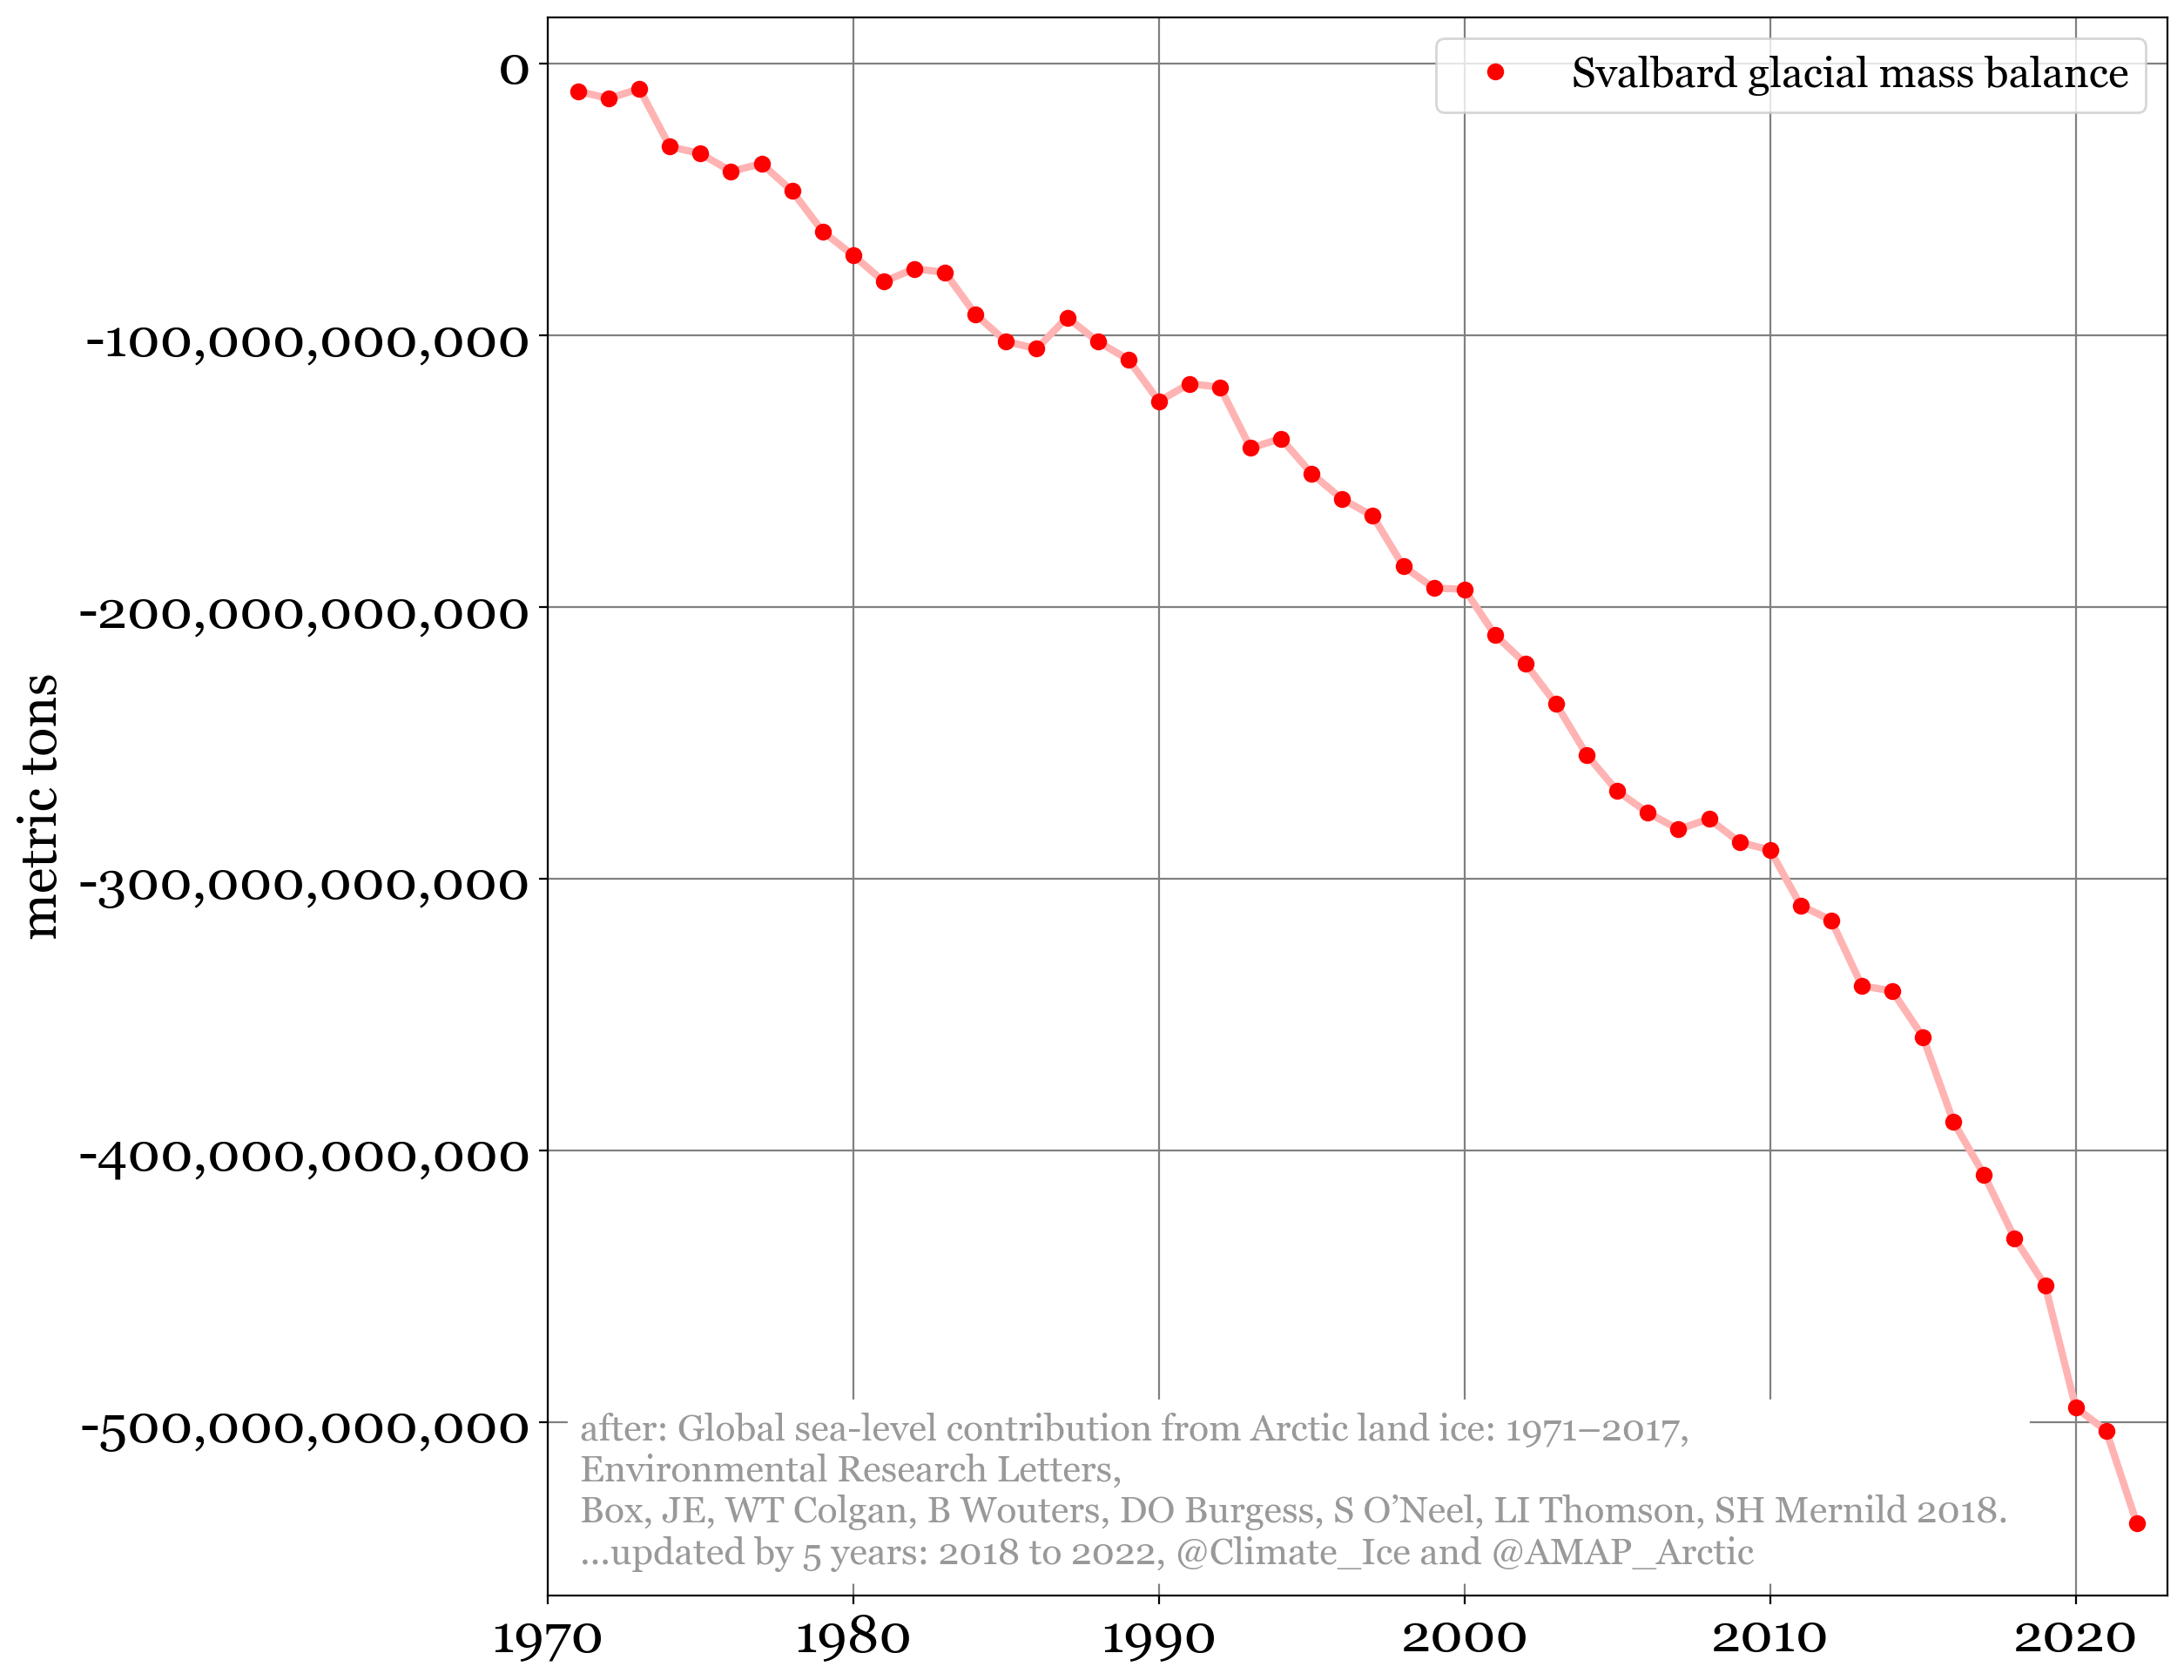 Svalbard glacial mass balance
0
-100,000,000,000
-200,000,000,000
-300,000,000,000
-400,000,000,000
-500,000,000,000
metric tons
after: Global sea-level contribution from Arctic land ice: 1971–2017,
Environmental Research Letters,
Box, JE, WT Colgan, B Wouters, DO Burgess, S O’Neel, LI Thomson, SH Mernild 2018.
...updated by 5 years: 2018 to 2022, @Climate_Ice and @AMAP_Arctic
1970 1980 1990 2000 2010 2020